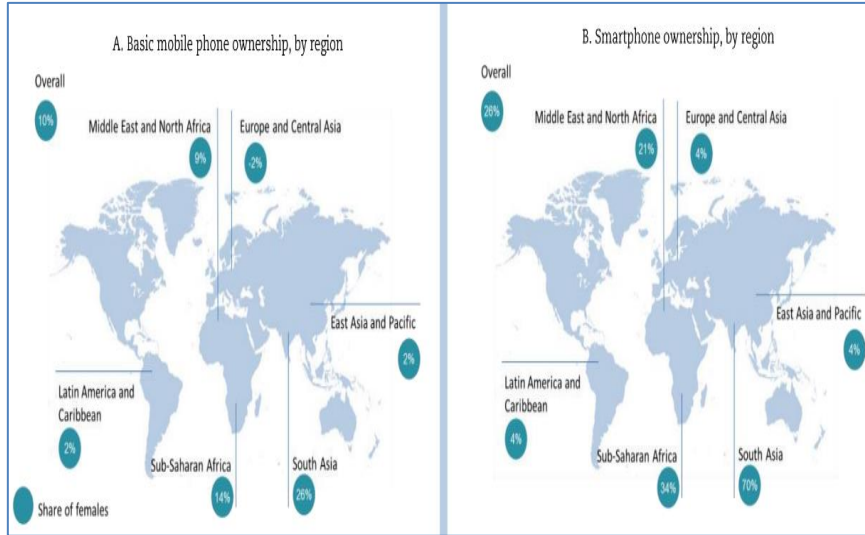 A. Basic mobile phone ownership, by region
Overall
10%
Middle East and North Africa
9%
Europe and Central Asia
-2%
East Asia and Pacific
2%
Latin America and
Caribbean
2%
Sub-Saharan Africa
14%
South Asia
26%
Share of females
B. Smartphone ownership, by region
Overall
26%
Middle East and North Africa
21%
Europe and Central Asia
4%
East Asia and Pacific
4%
Latin America and
Caribbean
4%
Sub-Saharan Africa
34%
South Asia
70%